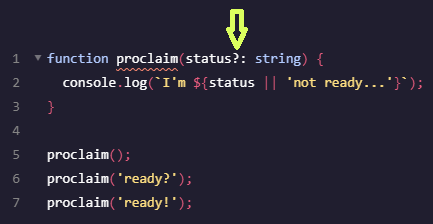 1 function proclaim(status?: string) {
2 console.log(`I'm ${status || 'not ready...'}`);
3 }
4
5 proclaim();
6 proclaim('ready?');
7 proclaim('ready!');